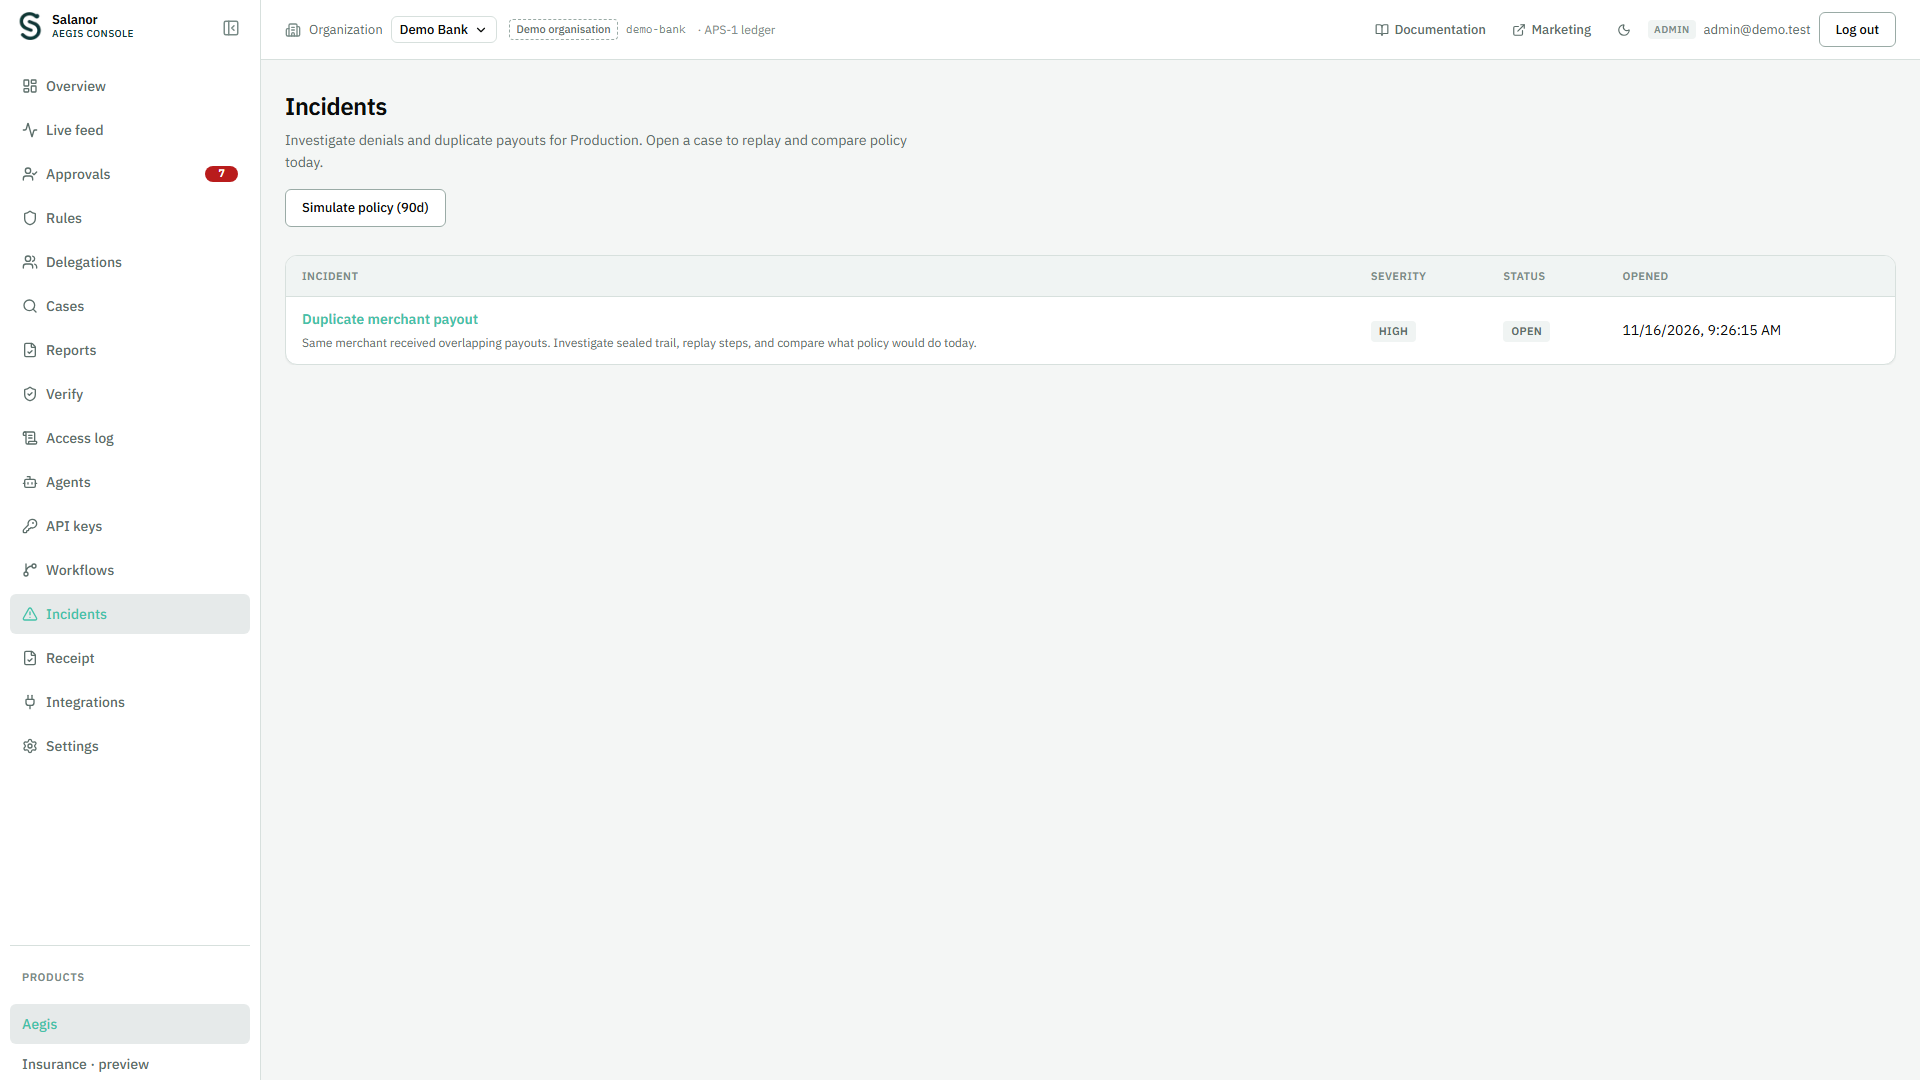 Salanor
AEGIS CONSOLE
Organization
Demo Bank
Demo organisation
demo-bank
· APS-1 ledger
Documentation
Marketing
ADMIN
admin@demo.test
Log out
Overview
Live feed
Approvals
7
Rules
Delegations
Cases
Reports
Verify
Access log
Agents
API keys
Workflows
Incidents
Receipt
Integrations
Settings
PRODUCTS
Aegis
Insurance · preview
Incidents
Investigate denials and duplicate payouts for Production. Open a case to replay and compare policy
today.
Simulate policy (90d)
INCIDENT
SEVERITY
STATUS
OPENED
Duplicate merchant payout
Same merchant received overlapping payouts. Investigate sealed trail, replay steps, and compare what policy would do today.
HIGH
OPEN
11/16/2026, 9:26:15 AM